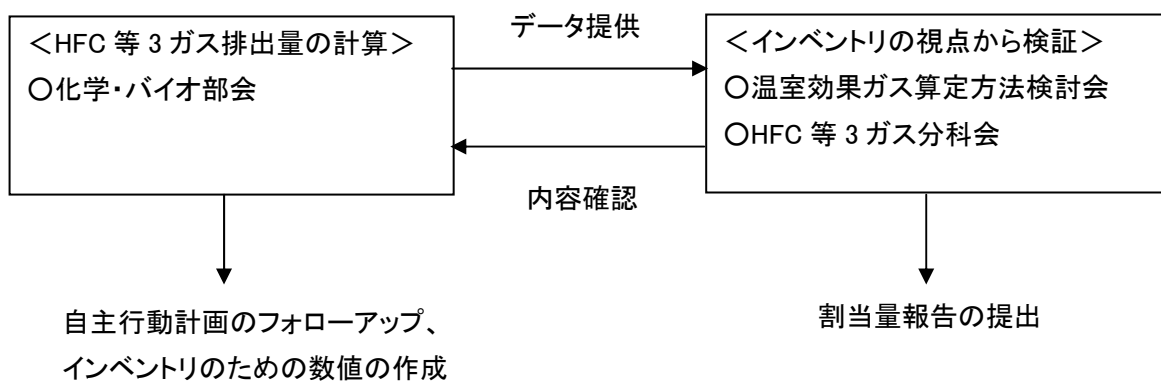 <HFC 等 3 ガス排出量の計算>
○化学・バイオ部会
データ提供
<インベントリの視点から検証>
○温室効果ガス算定方法検討会
○HFC 等 3 ガス分科会
内容確認
自主行動計画のフォローアップ、
インベントリのための数値の作成
割当量報告の提出